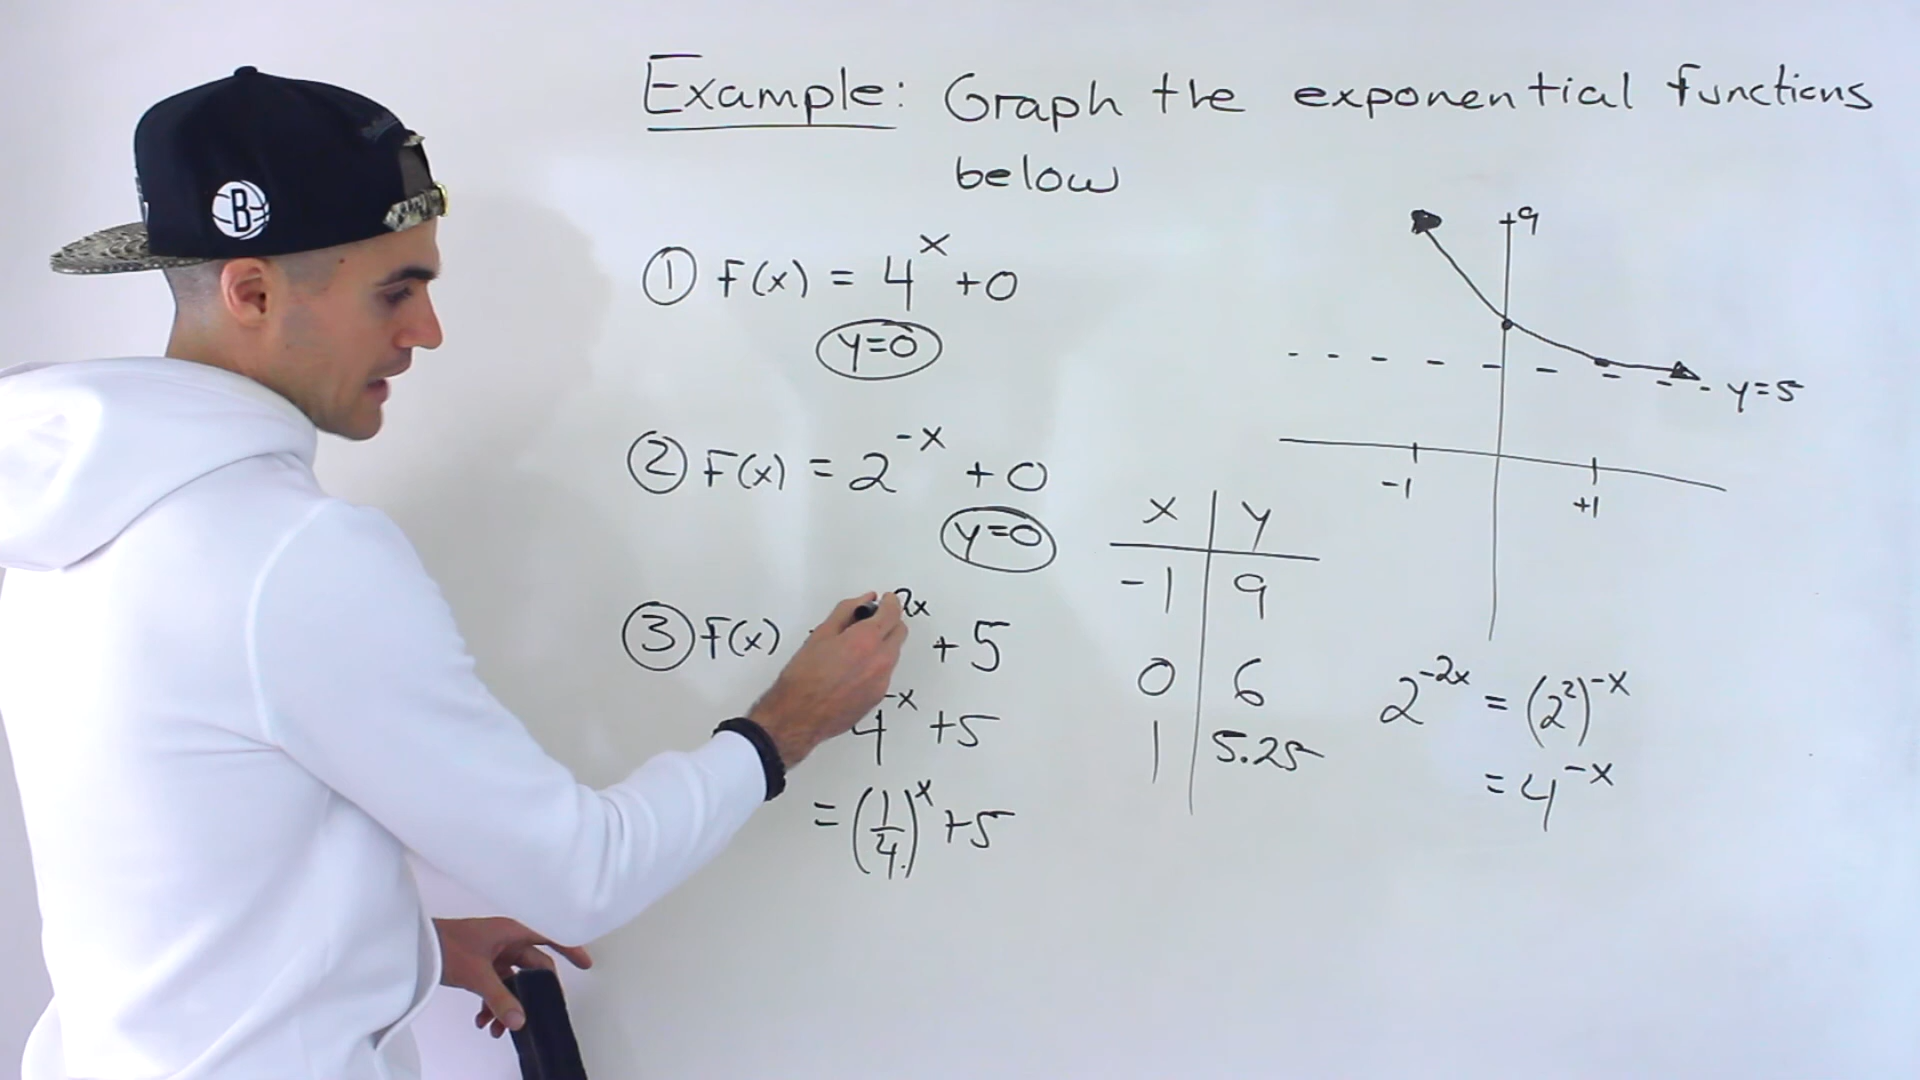 Example: Graph the exponential functions
below
① F(x) = 4^x +0
y=0
② F(x) = 2^-x + 0
y=0
③ F(x) 2x + 5
4^-x +5
= (1/4)^x +5
x | y
-1 | 9
0 | 6
1 | 5.25
+9
y=5
-1
+1
2^-2x = (2^2)^-x
= 4^-x
B